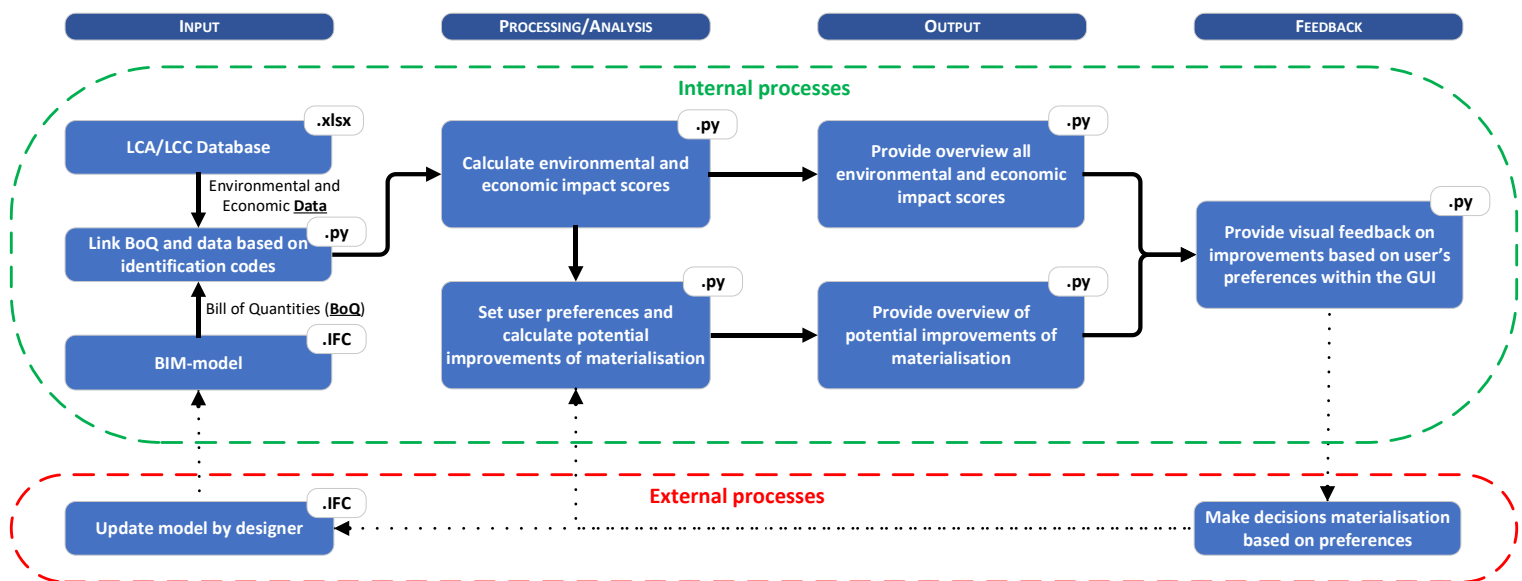 INPUT
PROCESSING/ANALYSIS
OUTPUT
FEEDBACK
Internal processes
.xlsx
LCA/LCC Database
Environmental and
Economic Data
.py
Link BoQ and data based on
identification codes
Bill of Quantities (BoQ)
.IFC
BIM-model
.py
Calculate environmental and
economic impact scores
.py
Set user preferences and
calculate potential
improvements of materialisation
.py
Provide overview all
environmental and economic
impact scores
.py
Provide overview of
potential improvements of
materialisation
.py
Provide visual feedback on
improvements based on user's
preferences within the GUI
External processes
.IFC
Update model by designer
Make decisions materialisation
based on preferences